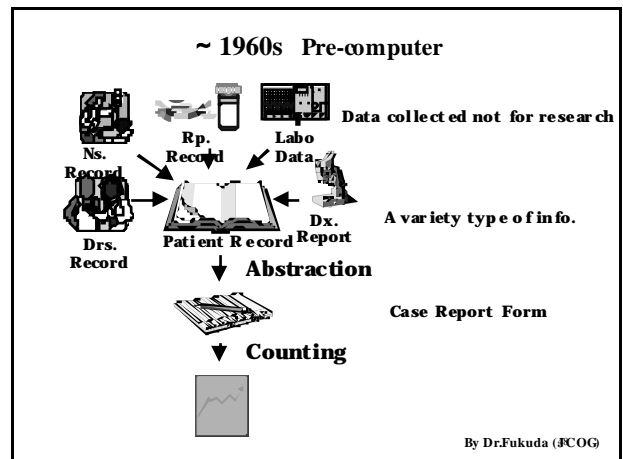 ~ 1960s Pre-computer
Data collected not for research
Rp.
Record
Labo
Data
Ns.
Record
A variety type of info.
Dx.
Report
Drs.
Record
Patient Record
Abstraction
Case Report Form
Counting
By Dr.Fukuda (JCOG)